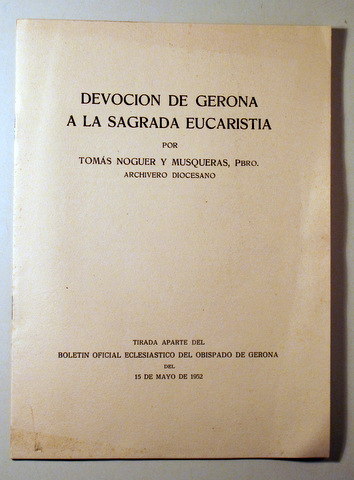 DEVOCION DE GERONA
A LA SAGRADA EUCARISTIA
POR
TOMÁS NOGUER Y MUSQUERAS, PBRO.
ARCHIVERO DIOCESANO
TIRADA APARTE DEL
BOLETIN OFICIAL ECLESIASTICO DEL OBISPADO DE GERONA
DEL
15 DE MAYO DE 1952